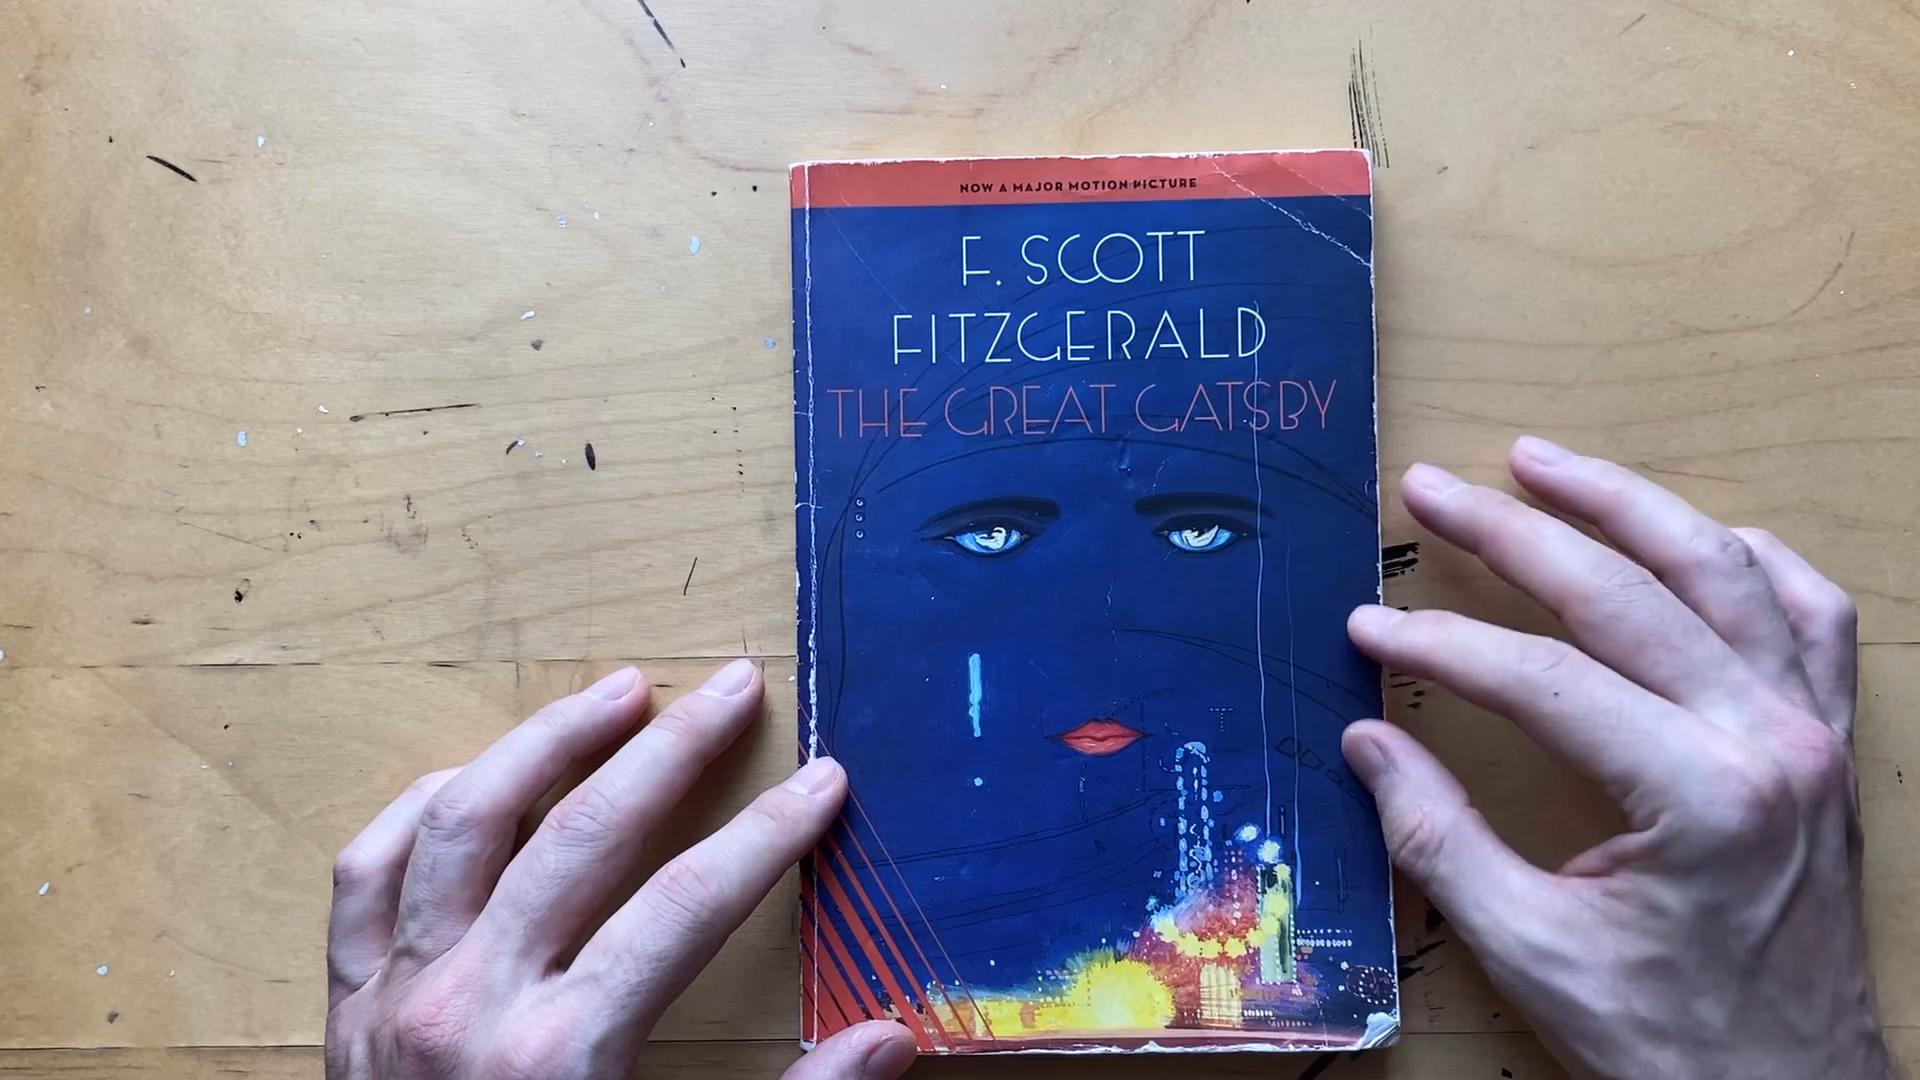 NOW A MAJOR MOTION PICTURE
F. SCOTT
FITZGERALD
THE GREAT GATSBY